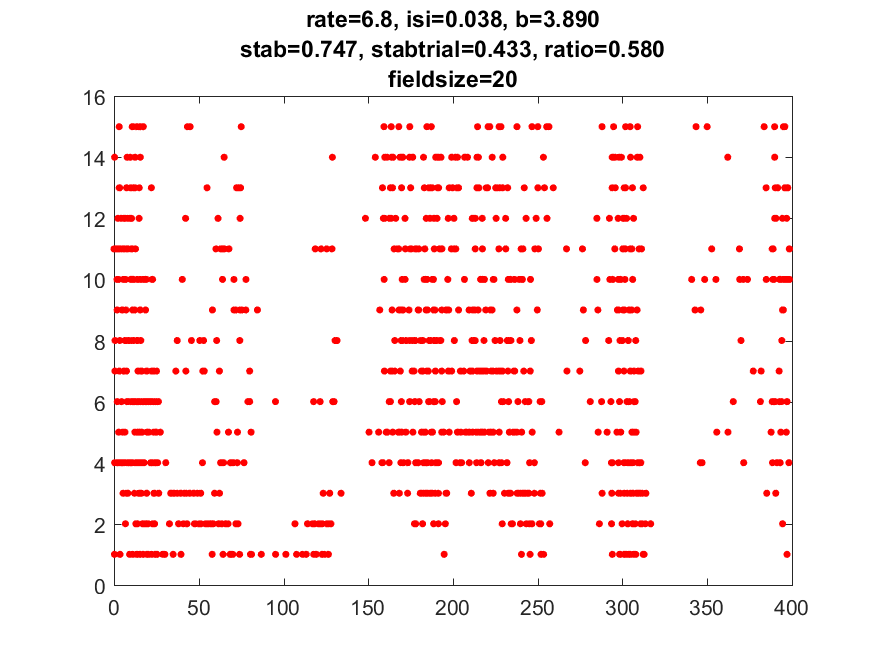 rate=6.8, isi=0.038, b=3.890
stab=0.747, stabtrial=0.433, ratio=0.580
fieldsize=20
16
14
12
10
8
6
4
2
0
0 50 100 150 200 250 300 350 400